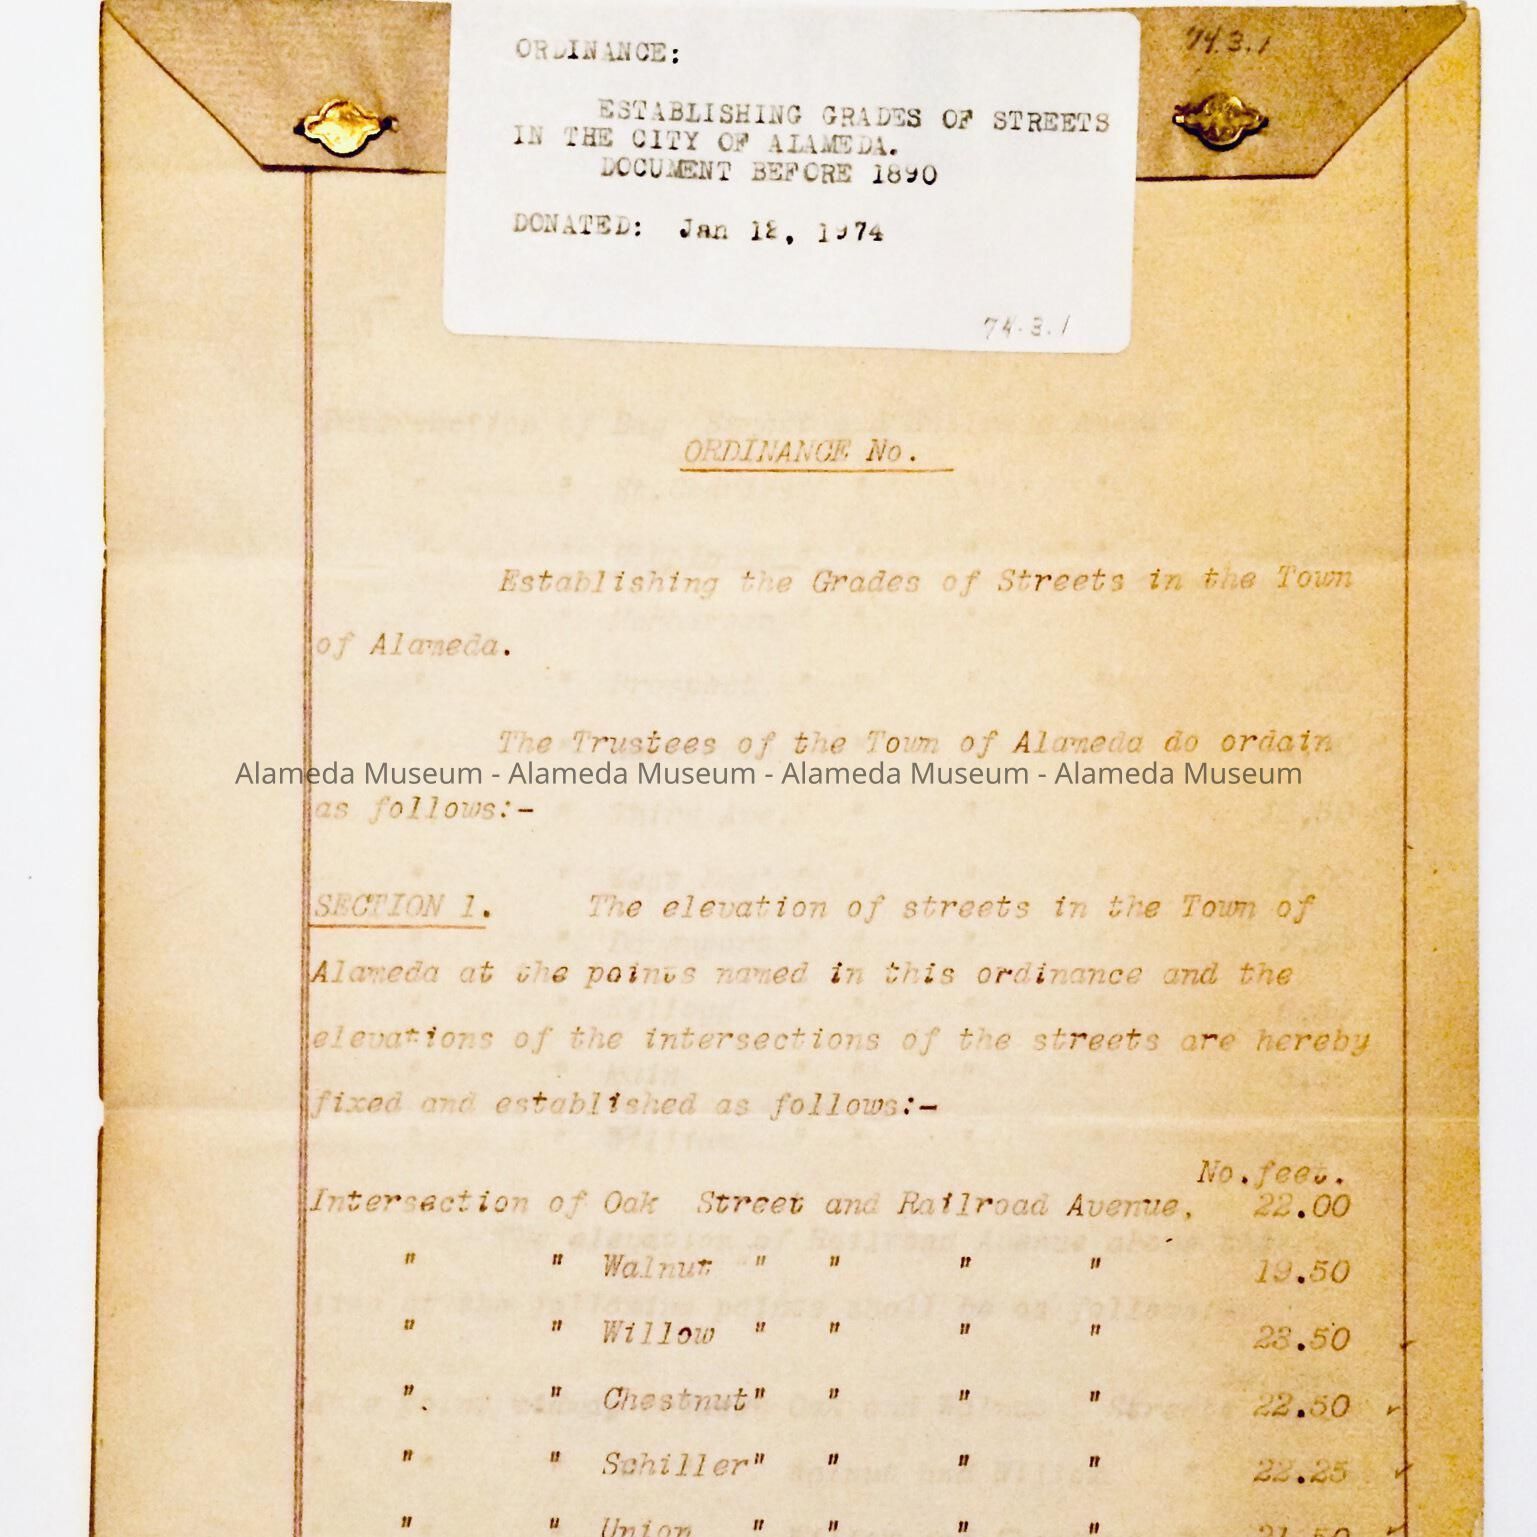 74.3.1
ORDINANCE:
ESTABLISHING GRADES OF STREETS
IN THE CITY OF ALAMEDA.
DOCUMENT BEFORE 1890
DONATED: Jan 18, 1974
74.3.1
ORDINANCE No.
Establishing the Grades of Streets in the Town
of Alameda.
The Trustees of the Town of Alameda do ordain
Alameda Museum - Alameda Museum - Alameda Museum - Alameda Museum
as follows:-
SECTION 1. The elevation of streets in the Town of
Alameda at the points named in this ordinance and the
elevations of the intersections of the streets are hereby
fixed and established as follows:-
No.feet.
Intersection of Oak Street and Railroad Avenue, 22.00
" " Walnut " " " " 19.50
" " Willow " " " " 23.50
" " Chestnut " " " " 22.50
" " Schiller " " " " 22.25
" " Union " " " " 21.50